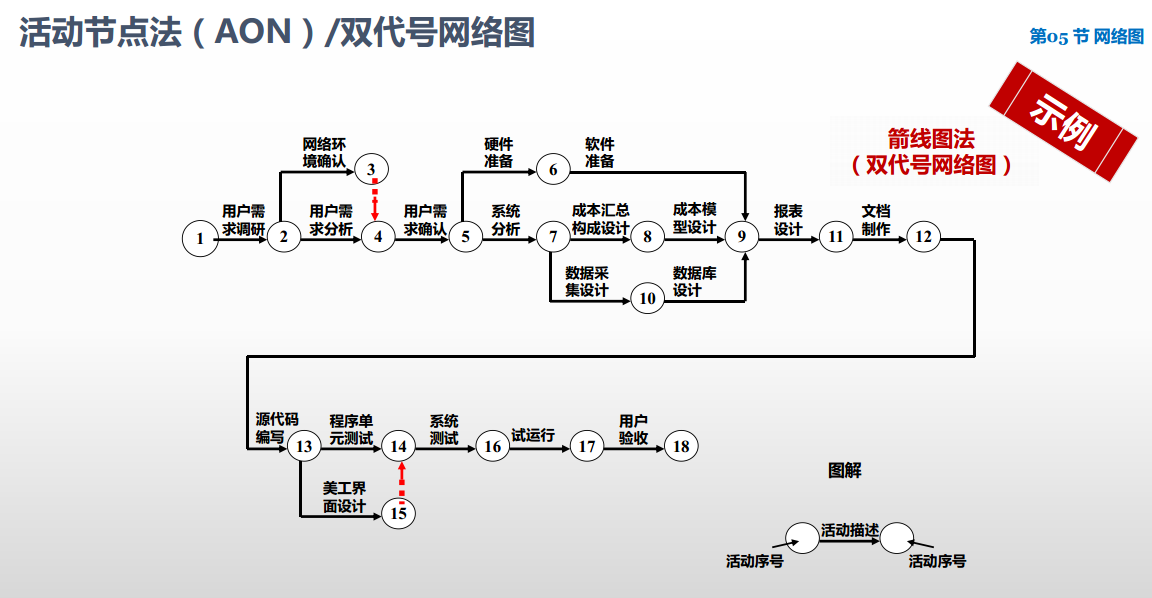 活动节点法（AON）/双代号网络图
第05 节 网络图
示例
箭线图法
（双代号网络图）
网络环
境确认
3
硬件
准备
6
软件
准备
1
用户需
求调研
2
用户需
求分析
4
用户需
求确认
5
系统
分析
7
成本汇总
构成设计
8
成本模
型设计
9
报表
设计
11
文档
制作
12
数据采
集设计
10
数据库
设计
源代码
编写
13
程序单
元测试
14
系统
测试
16
试运行
17
用户
验收
18
美工界
面设计
15
图解
活动描述
活动序号
活动序号